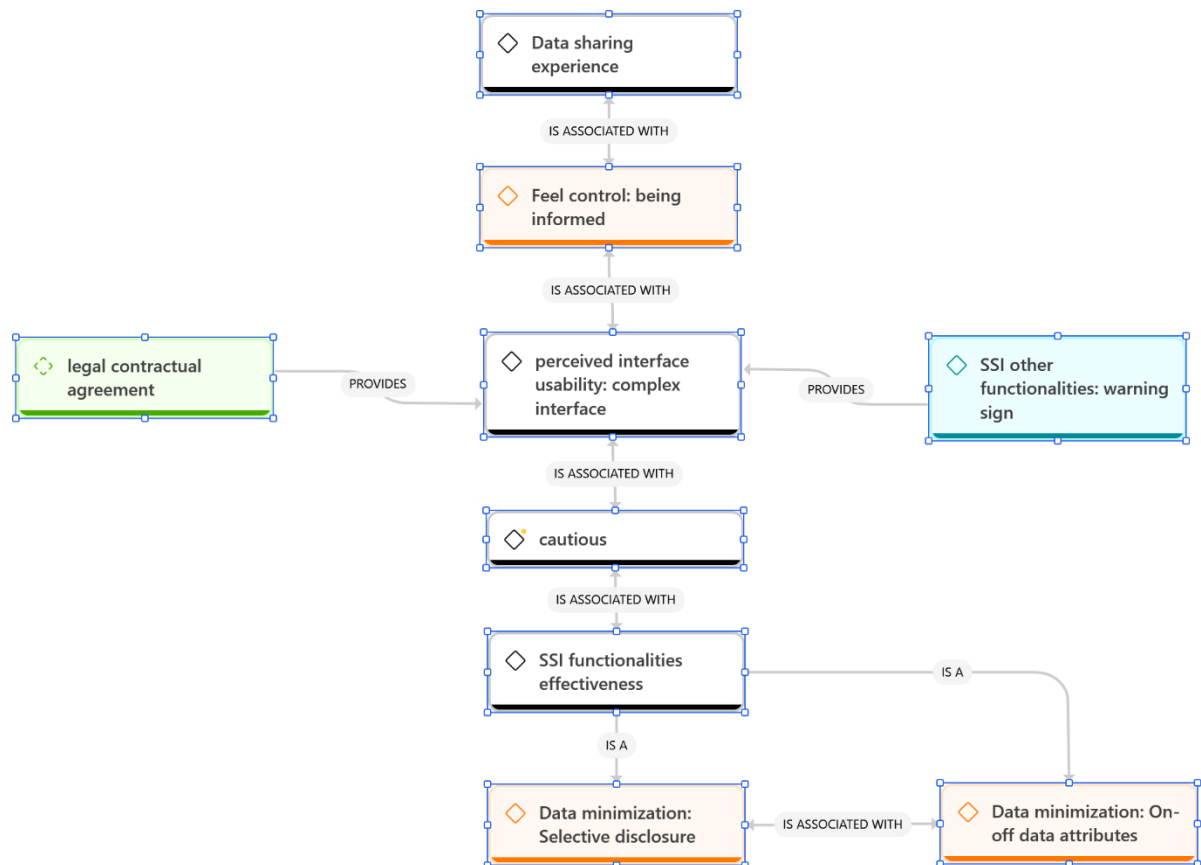 Data sharing
experience
IS ASSOCIATED WITH
Feel control: being
informed
IS ASSOCIATED WITH
legal contractual
agreement
PROVIDES
perceived interface
usability: complex
interface
PROVIDES
SSI other
functionalities: warning
sign
IS ASSOCIATED WITH
cautious
IS ASSOCIATED WITH
SSI functionalities
effectiveness
IS A
IS A
Data minimization:
Selective disclosure
IS ASSOCIATED WITH
Data minimization: On-
off data attributes